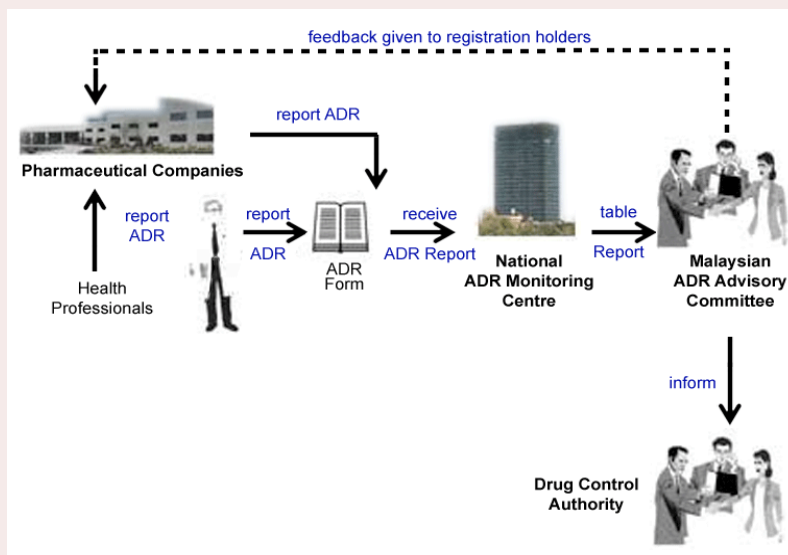 feedback given to registration holders
report ADR
Pharmaceutical Companies
report
ADR
report
ADR
receive
ADR Report
table
Report
Health
Professionals
ADR
Form
National
ADR Monitoring
Centre
Malaysian
ADR Advisory
Committee
inform
Drug Control
Authority